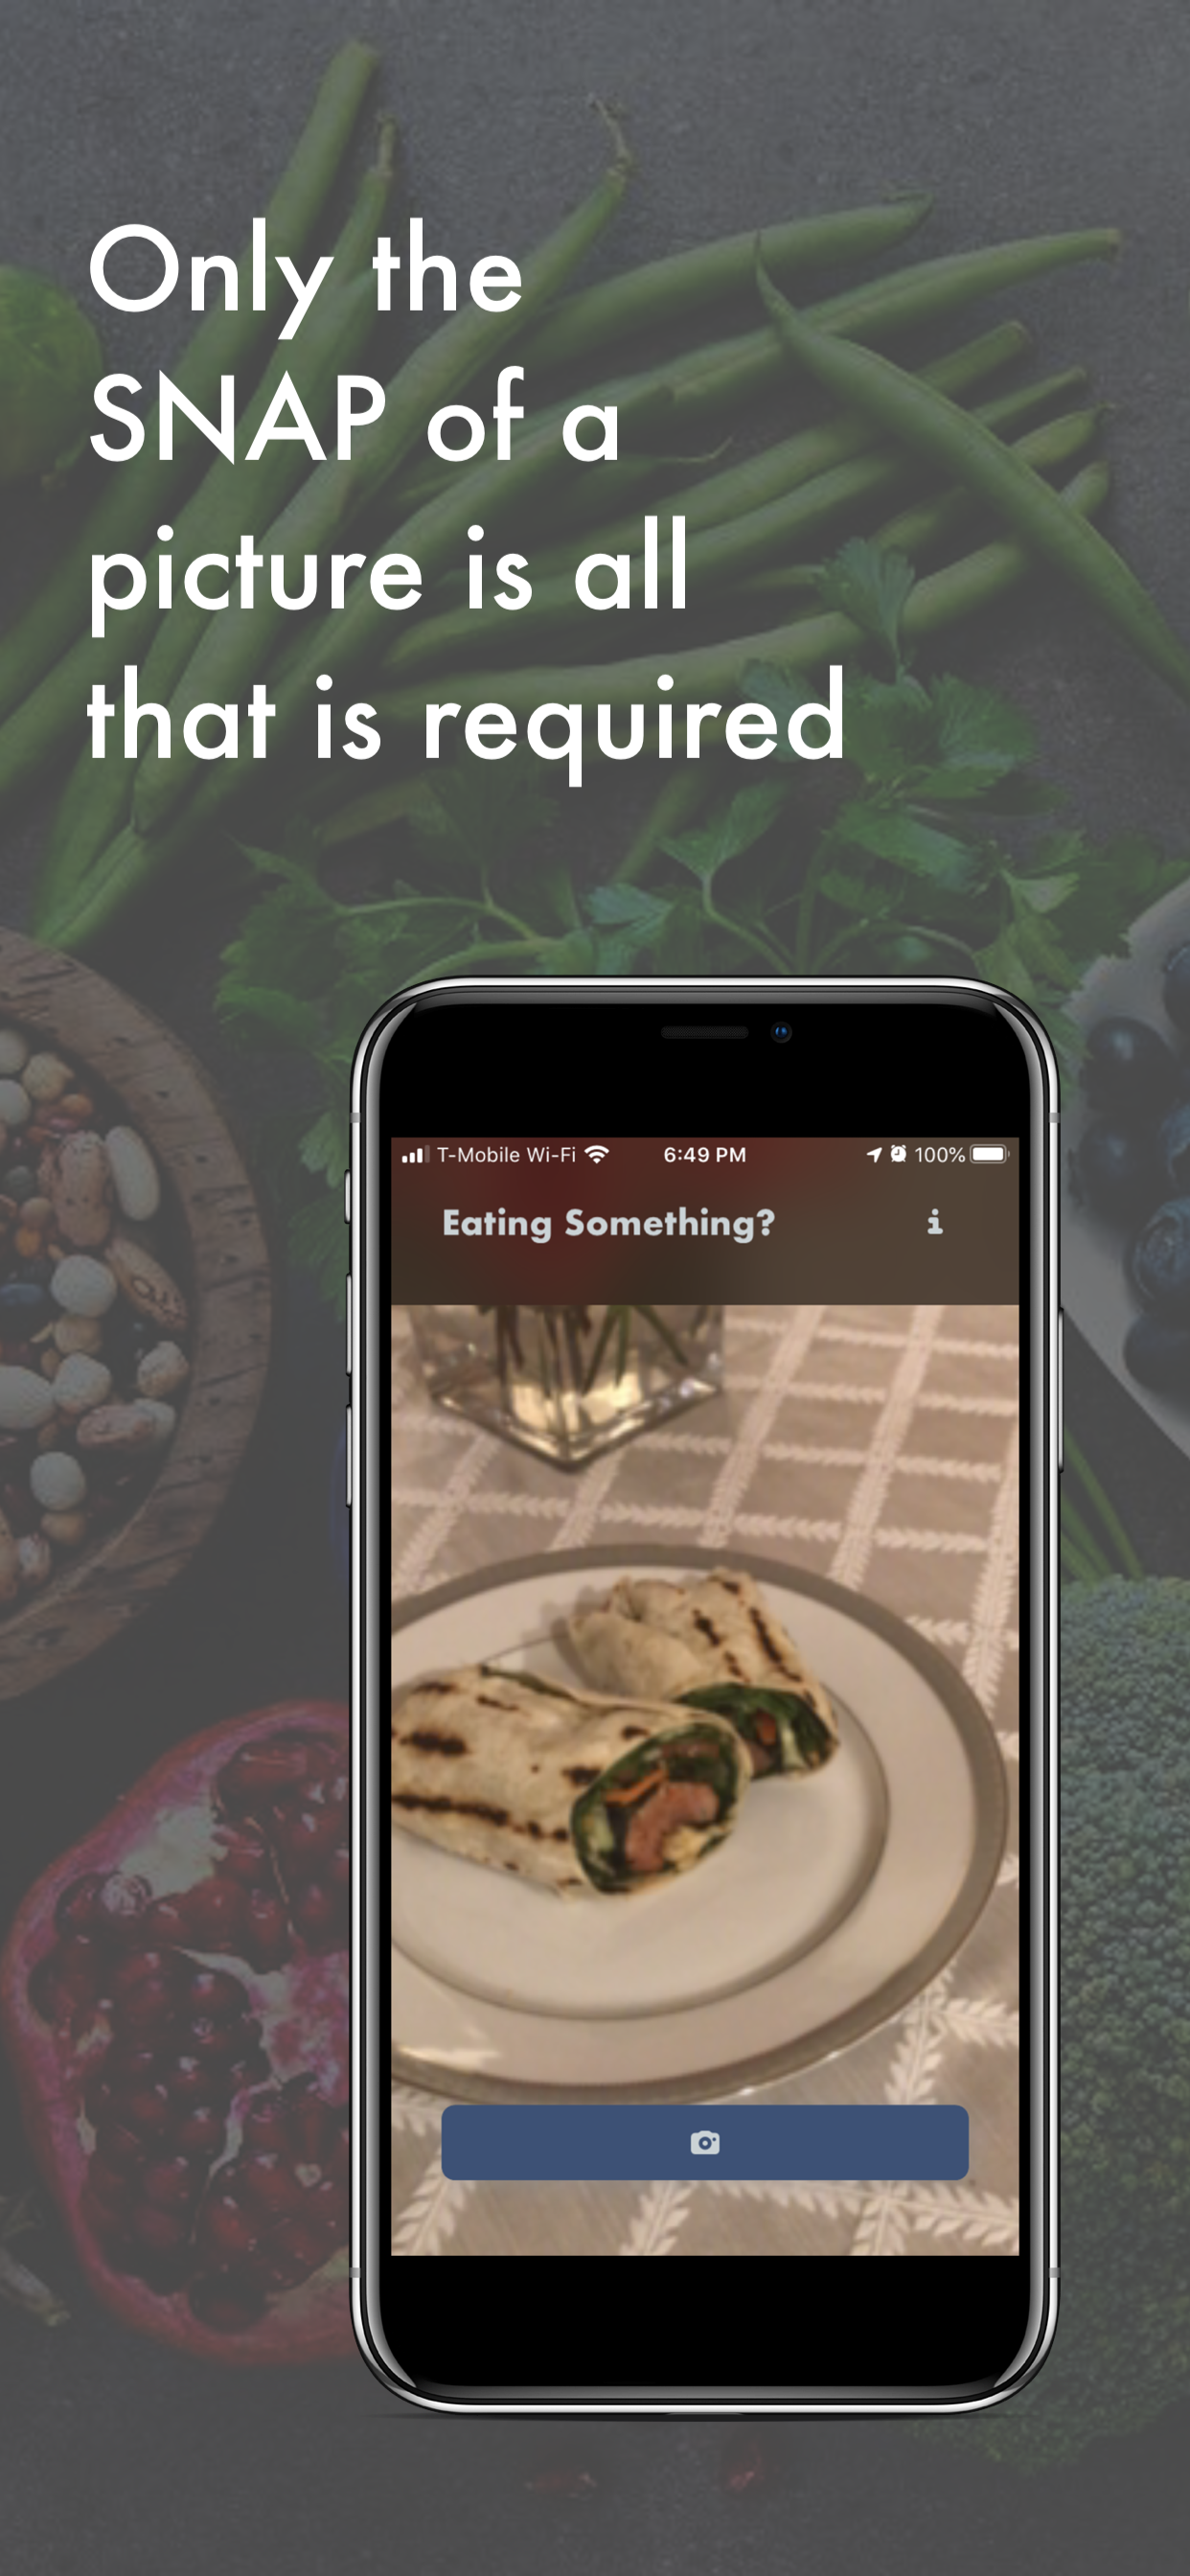 Only the
SNAP of a
picture is all
that is required
T-Mobile Wi-Fi 6:49 PM 100%
Eating Something? i